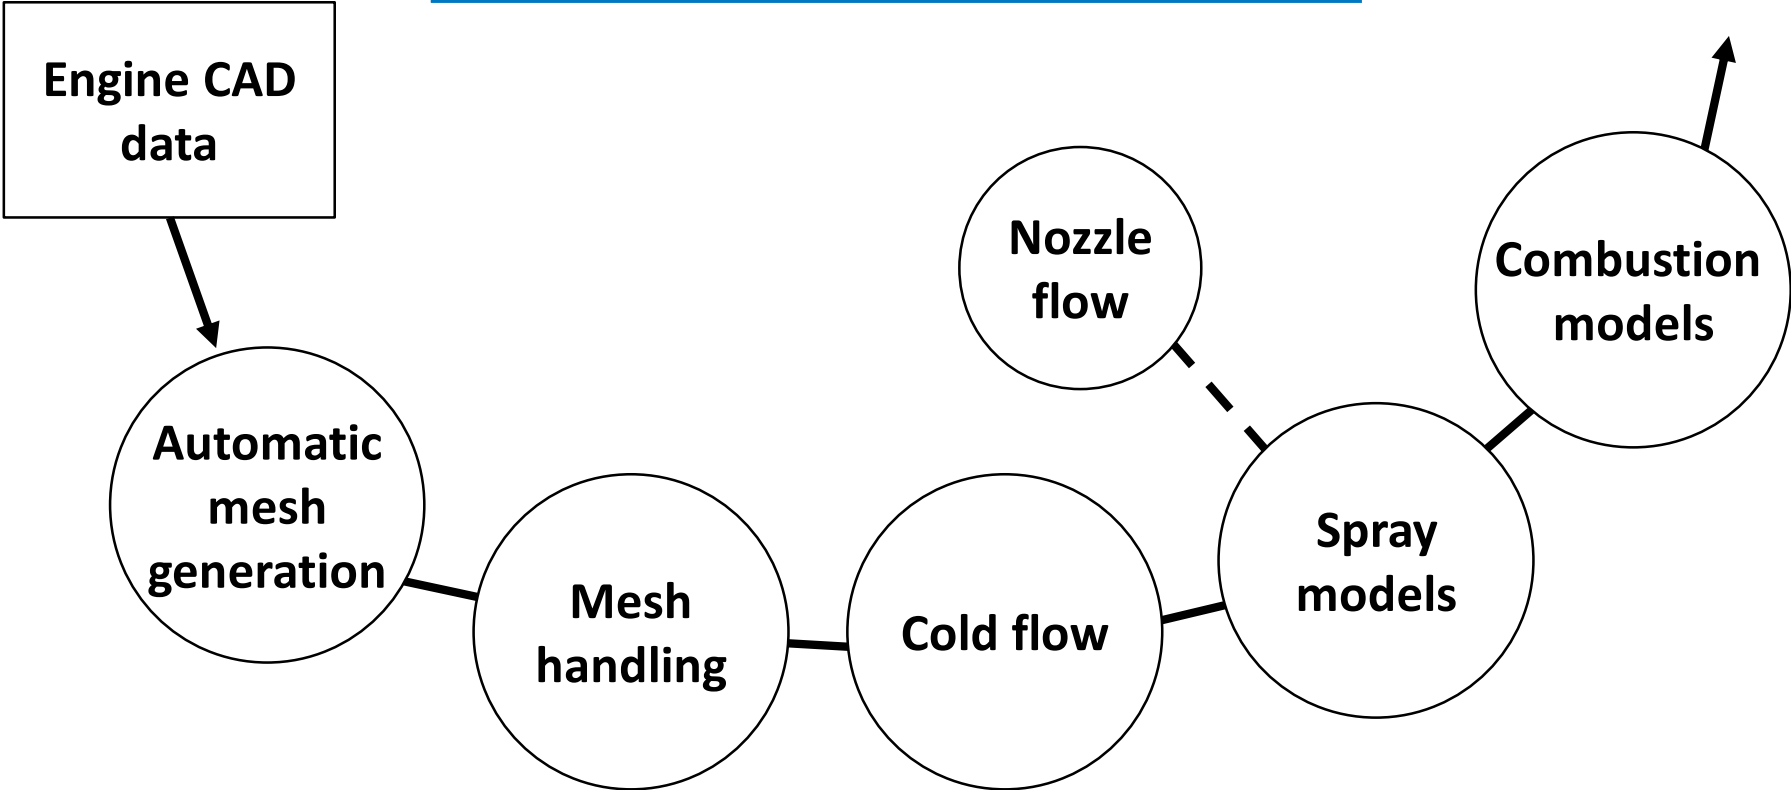 Engine CAD
data
Automatic
mesh
generation
Mesh
handling
Cold flow
Nozzle
flow
Spray
models
Combustion
models